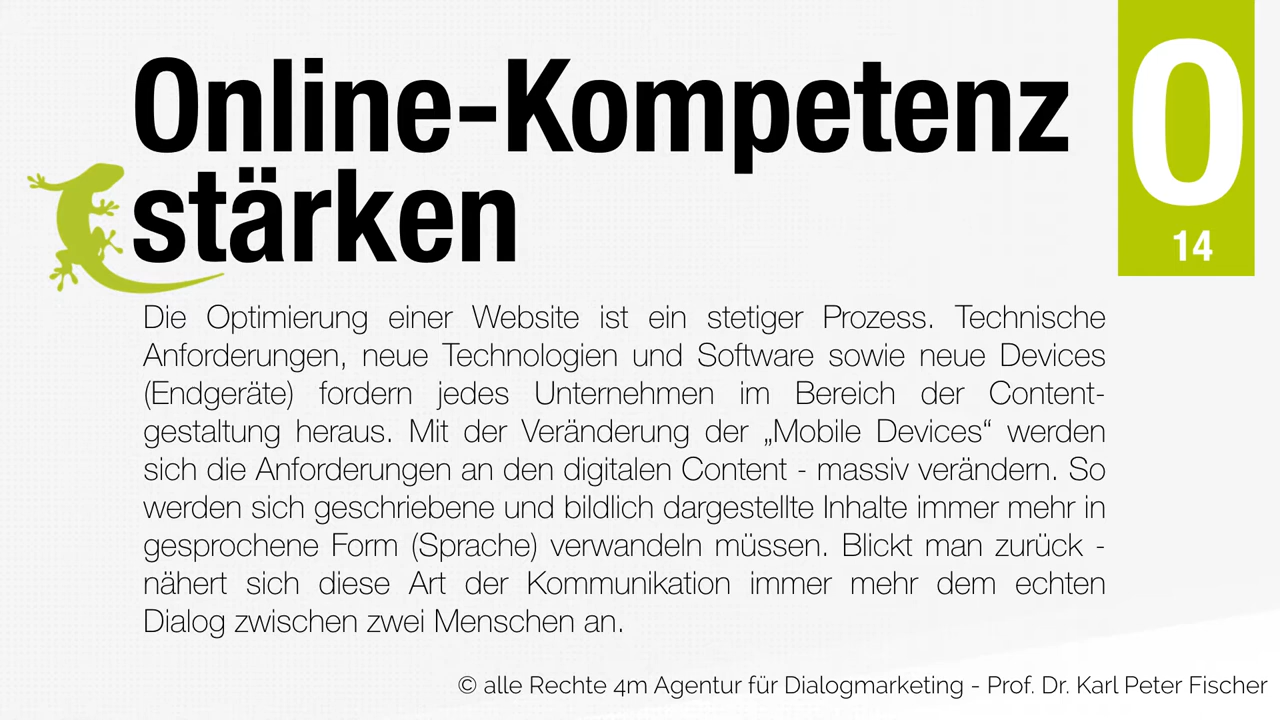 Online-Kompetenz
stärken
0
14
Die Optimierung einer Website ist ein stetiger Prozess. Technische
Anforderungen, neue Technologien und Software sowie neue Devices
(Endgeräte) fordern jedes Unternehmen im Bereich der Content-
gestaltung heraus. Mit der Veränderung der „Mobile Devices“ werden
sich die Anforderungen an den digitalen Content - massiv verändern. So
werden sich geschriebene und bildlich dargestellte Inhalte immer mehr in
gesprochene Form (Sprache) verwandeln müssen. Blickt man zurück -
nähert sich diese Art der Kommunikation immer mehr dem echten
Dialog zwischen zwei Menschen an.
© alle Rechte 4m Agentur für Dialogmarketing - Prof. Dr. Karl Peter Fischer